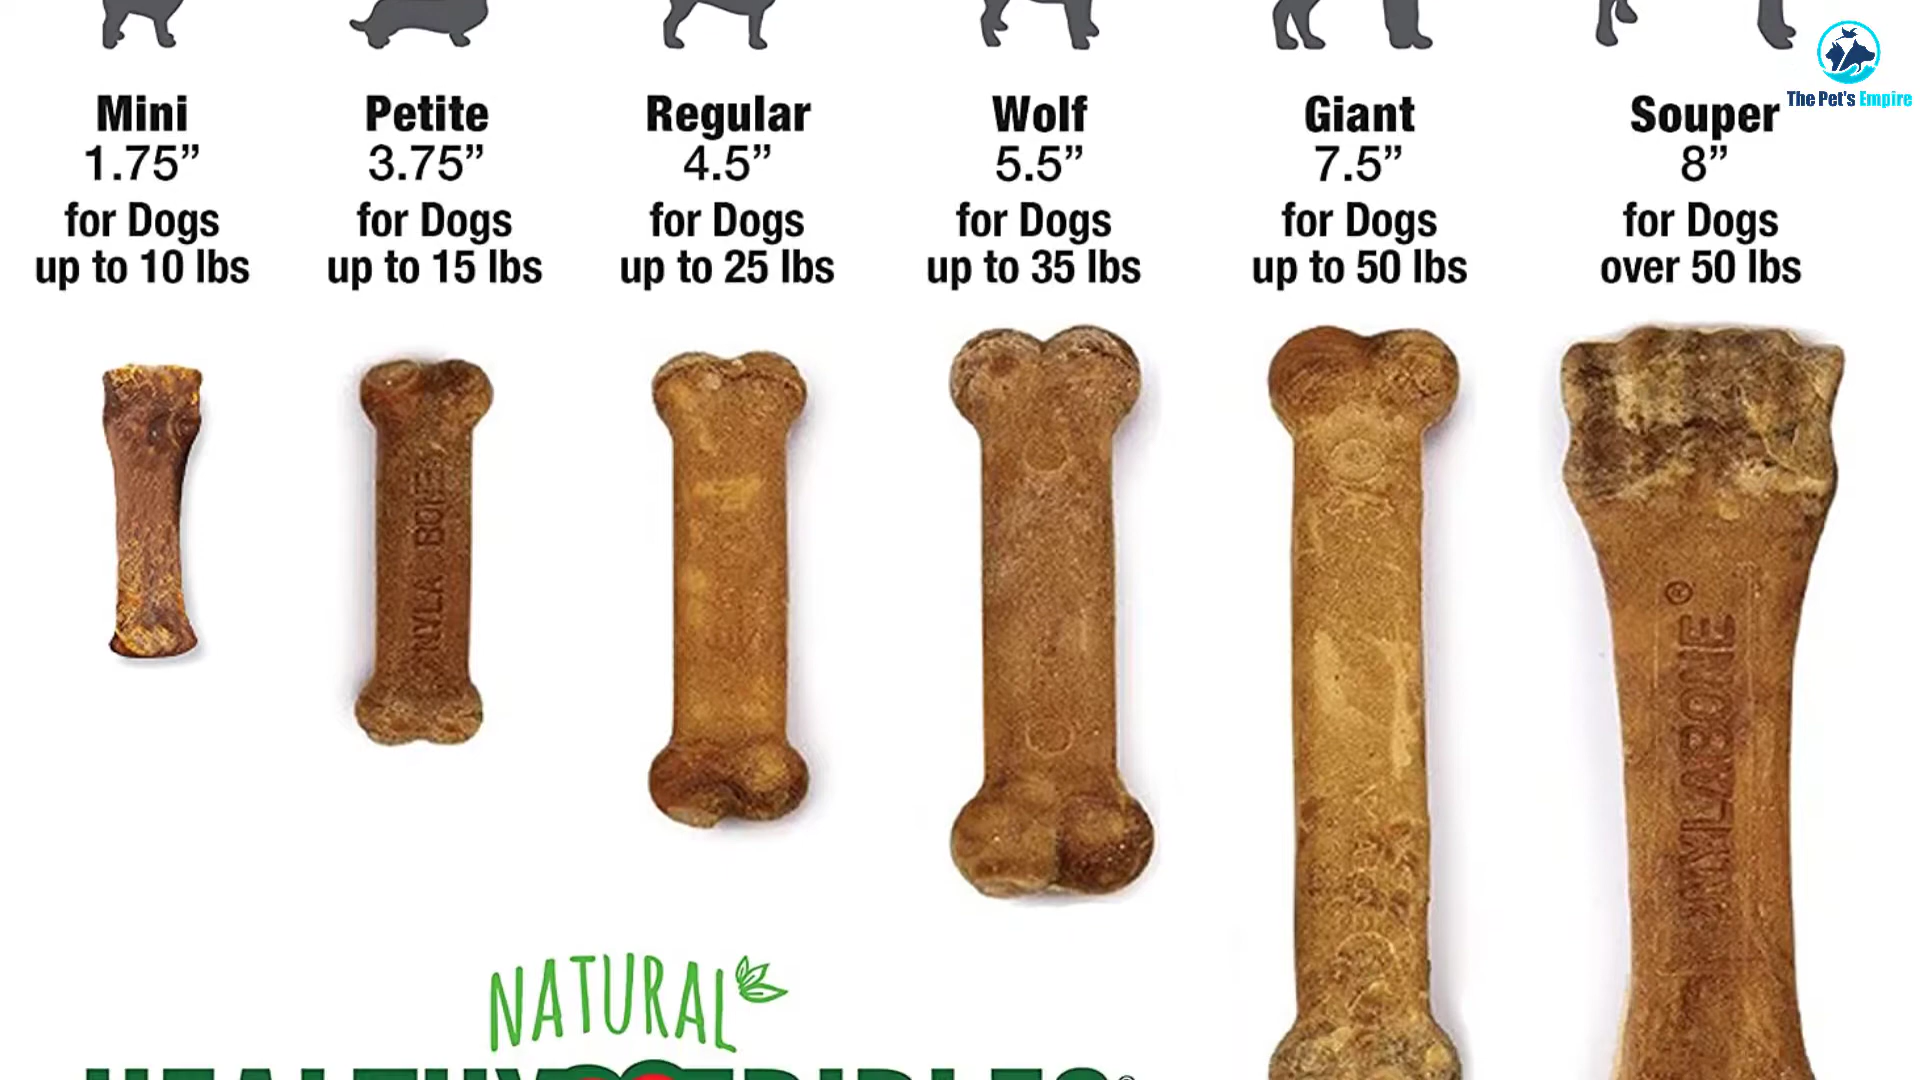 The Pet's Empire
Mini
1.75”
for Dogs
up to 10 lbs
Petite
3.75”
for Dogs
up to 15 lbs
Regular
4.5”
for Dogs
up to 25 lbs
Wolf
5.5”
for Dogs
up to 35 lbs
Giant
7.5”
for Dogs
up to 50 lbs
Souper
8”
for Dogs
over 50 lbs
NYLA BONE
NYLABONE®
NATURAL